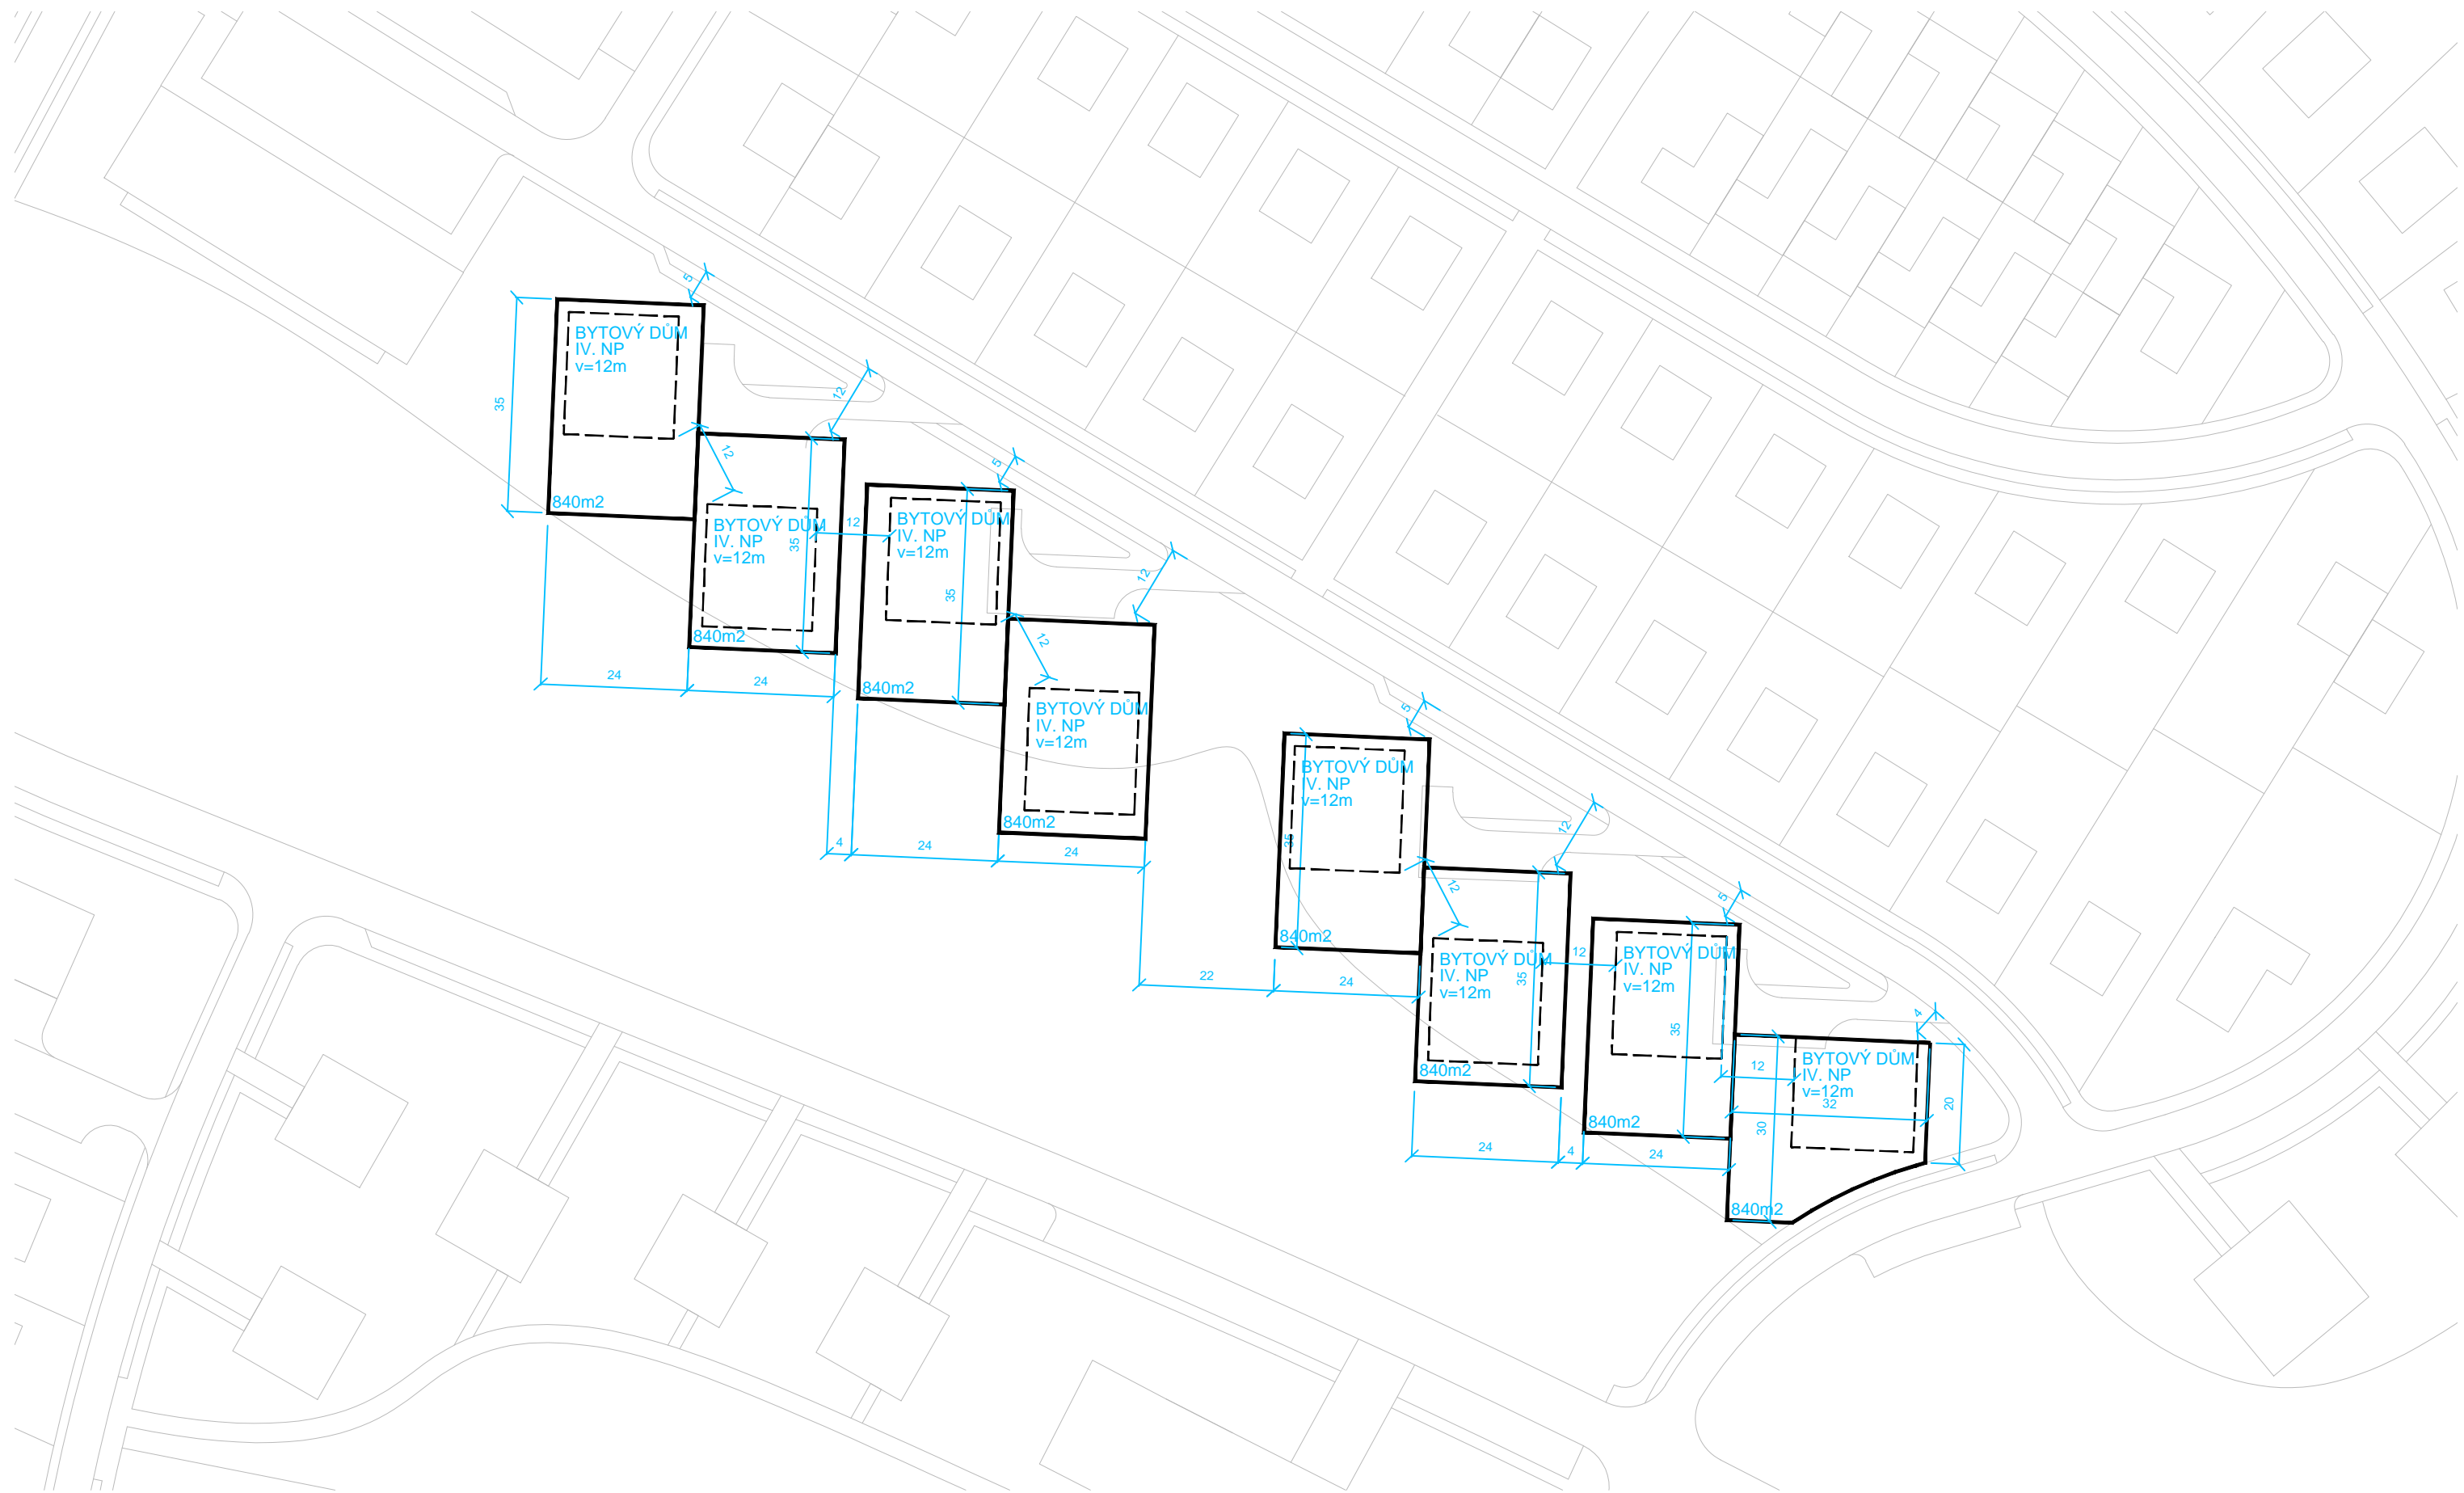 5
BYTOVÝ DŮM
IV. NP
v=12m
35
840m2
12
12
BYTOVÝ DŮM
IV. NP
v=12m
35
840m2
24
24
12
5
BYTOVÝ DŮM
IV. NP
v=12m
35
840m2
12
12
BYTOVÝ DŮM
IV. NP
v=12m
840m2
4
24
24
5
BYTOVÝ DŮM
IV. NP
v=12m
35
840m2
22
24
12
12
BYTOVÝ DŮM
IV. NP
v=12m
35
840m2
12
5
BYTOVÝ DŮM
IV. NP
v=12m
35
840m2
24
4
24
4
12
BYTOVÝ DŮM
IV. NP
v=12m
32
20
30
840m2